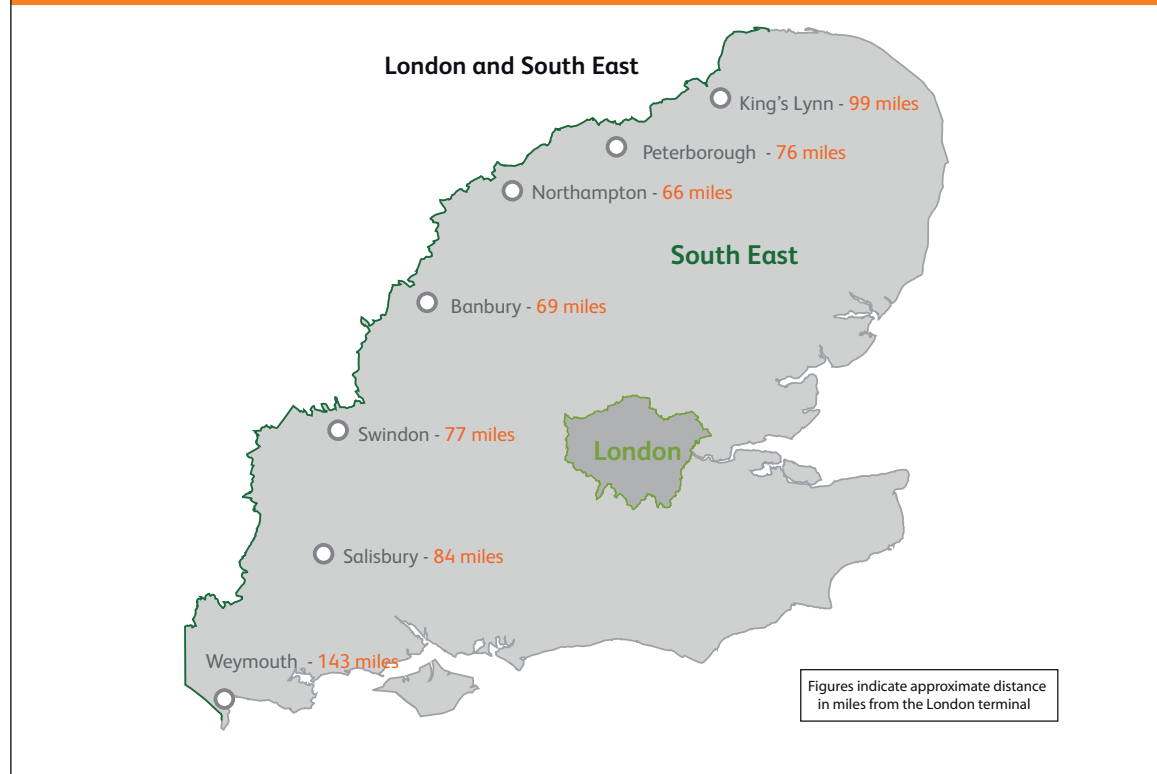 London and South East
King's Lynn - 99 miles
Peterborough - 76 miles
Northampton - 66 miles
South East
Banbury - 69 miles
Swindon - 77 miles
London
Salisbury - 84 miles
Weymouth - 143 miles
Figures indicate approximate distance
in miles from the London terminal